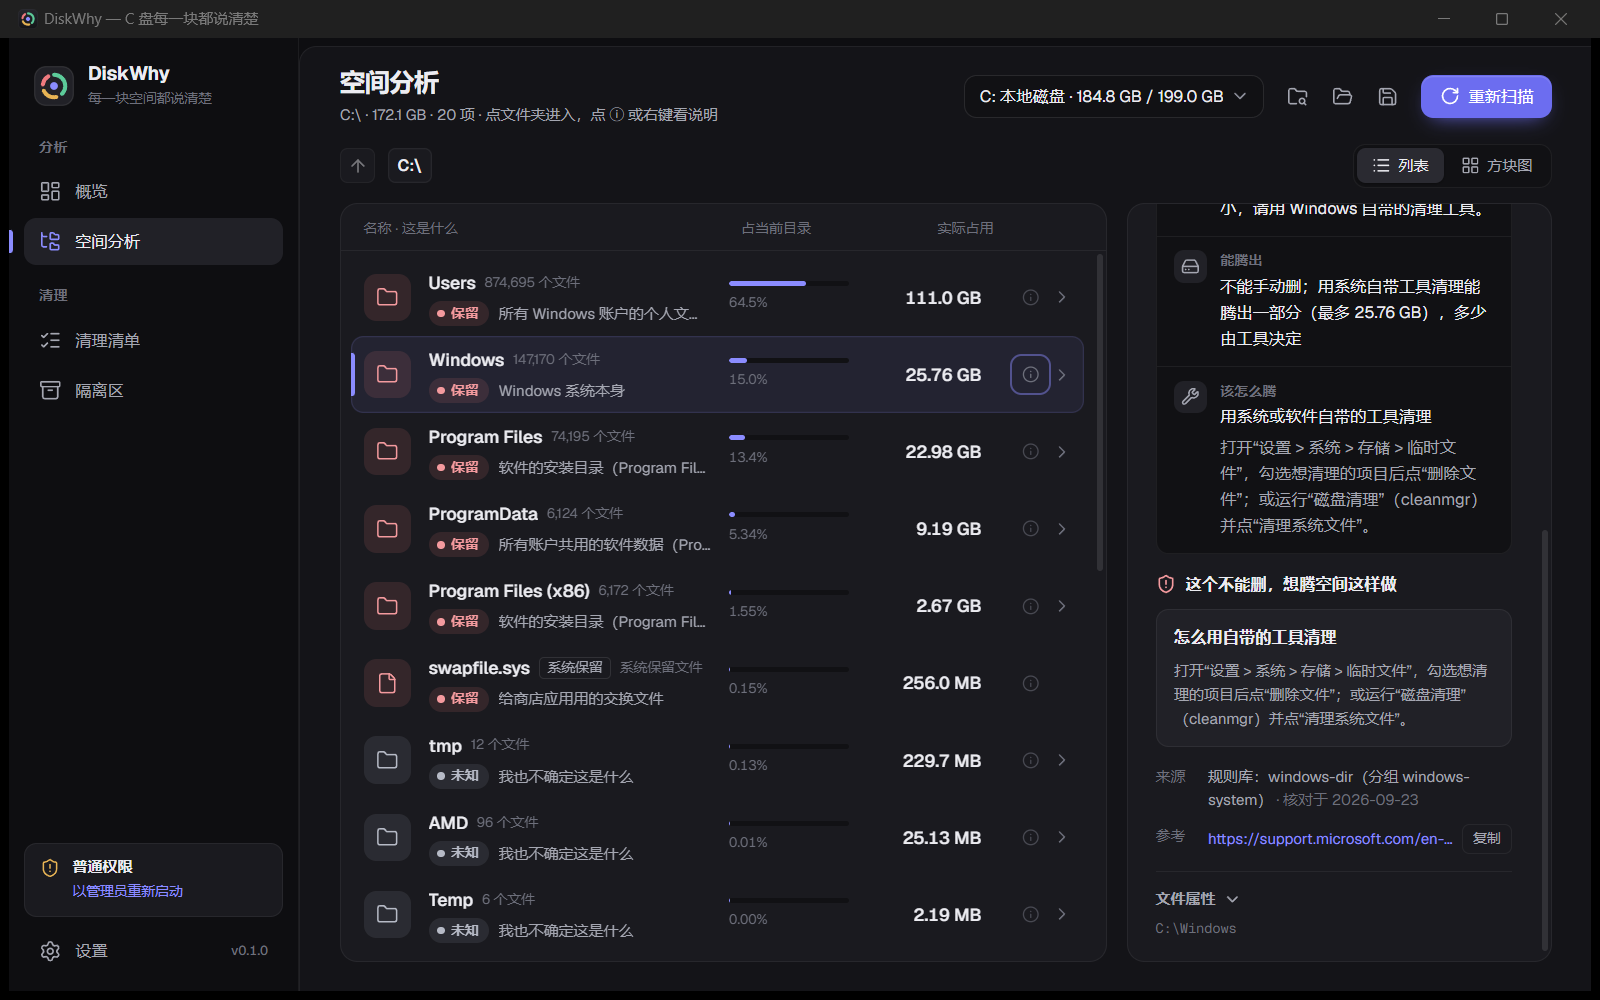 DiskWhy — C 盘每一块都说清楚
DiskWhy
每一块空间都说清楚
分析
概览
空间分析
清理
清理清单
隔离区
普通权限
以管理员重新启动
设置
v0.1.0
空间分析
C:\ · 172.1 GB · 20 项 · 点文件夹进入，点 ⓘ 或右键看说明
C: 本地磁盘 · 184.8 GB / 199.0 GB
重新扫描
C:\
列表
方块图
名称 · 这是什么
占当前目录
实际占用
Users 874,695 个文件
保留 所有 Windows 账户的个人文…
64.5%
111.0 GB
Windows 147,170 个文件
保留 Windows 系统本身
15.0%
25.76 GB
Program Files 74,195 个文件
保留 软件的安装目录（Program Fil…
13.4%
22.98 GB
ProgramData 6,124 个文件
保留 所有账户共用的软件数据（Pro…
5.34%
9.19 GB
Program Files (x86) 6,172 个文件
保留 软件的安装目录（Program Fil…
1.55%
2.67 GB
swapfile.sys 系统保留 系统保留文件
保留 给商店应用用的交换文件
0.15%
256.0 MB
tmp 12 个文件
未知 我也不确定这是什么
0.13%
229.7 MB
AMD 96 个文件
未知 我也不确定这是什么
0.01%
25.13 MB
Temp 6 个文件
未知 我也不确定这是什么
0.00%
2.19 MB
小，请用 Windows 自带的清理工具。
能腾出
不能手动删；用系统自带工具清理能
腾出一部分（最多 25.76 GB），多少
由工具决定
该怎么腾
用系统或软件自带的工具清理
打开“设置 > 系统 > 存储 > 临时文
件”，勾选想清理的项目后点“删除文
件”；或运行“磁盘清理”（cleanmgr）
并点“清理系统文件”。
这个不能删，想腾空间这样做
怎么用自带的工具清理
打开“设置 > 系统 > 存储 > 临时文件”，勾选想清
理的项目后点“删除文件”；或运行“磁盘清理”
（cleanmgr）并点“清理系统文件”。
来源 规则库：windows-dir（分组 windows-
system） · 核对于 2026-09-23
参考 https://support.microsoft.com/en-... 复制
文件属性
C:\Windows